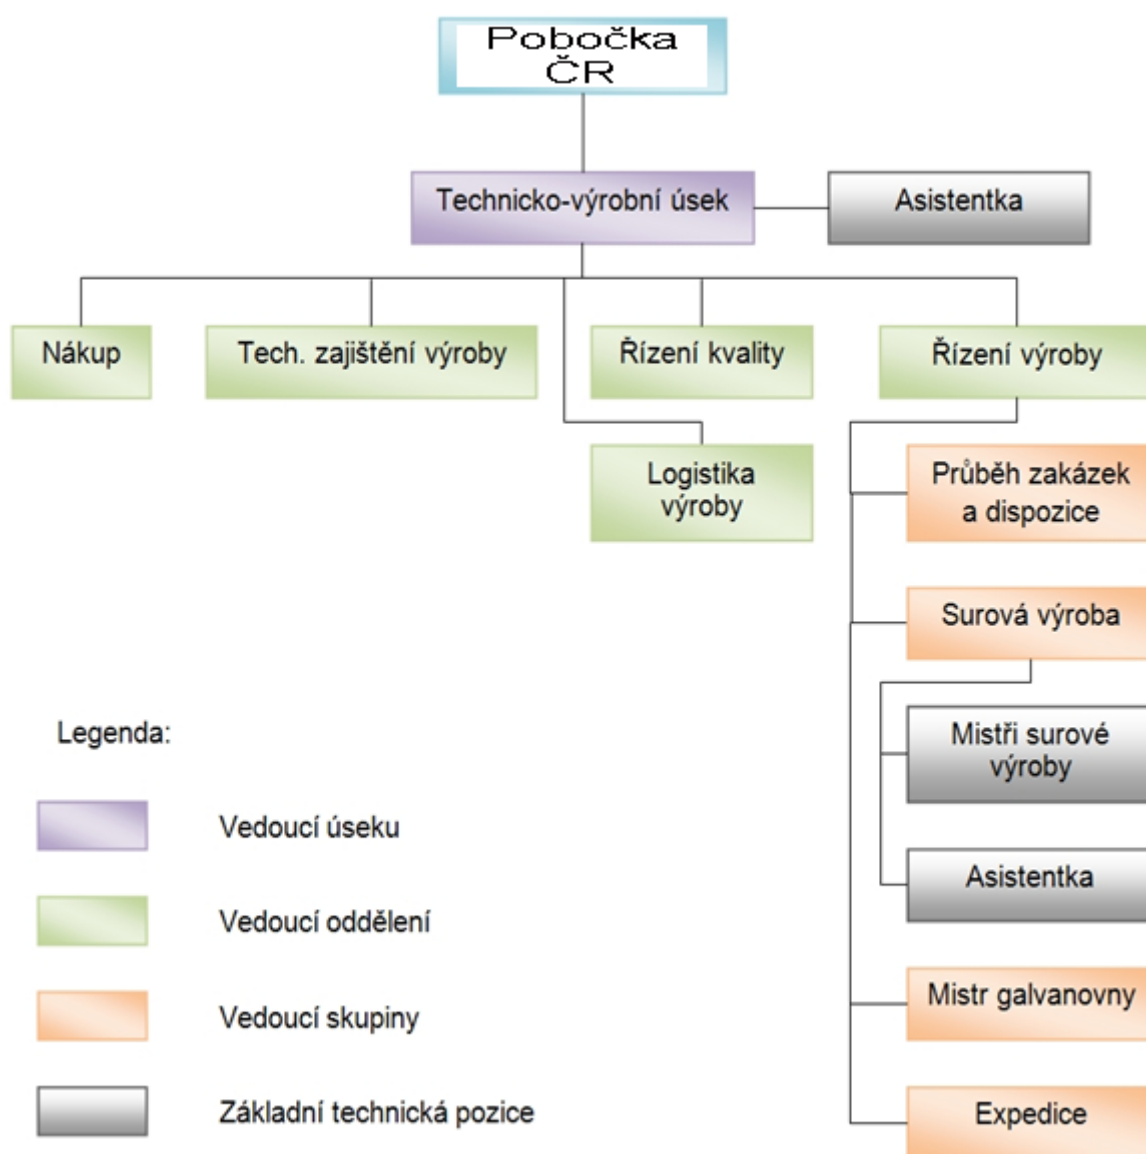 Pobočka
ČR
Technicko-výrobní úsek
Asistentka
Nákup
Tech. zajištění výroby
Řízení kvality
Řízení výroby
Logistika
výroby
Průběh zakázek
a dispozice
Surová výroba
Mistři surové
výroby
Asistentka
Mistr galvanovny
Expedice
Legenda:
Vedoucí úseku
Vedoucí oddělení
Vedoucí skupiny
Základní technická pozice